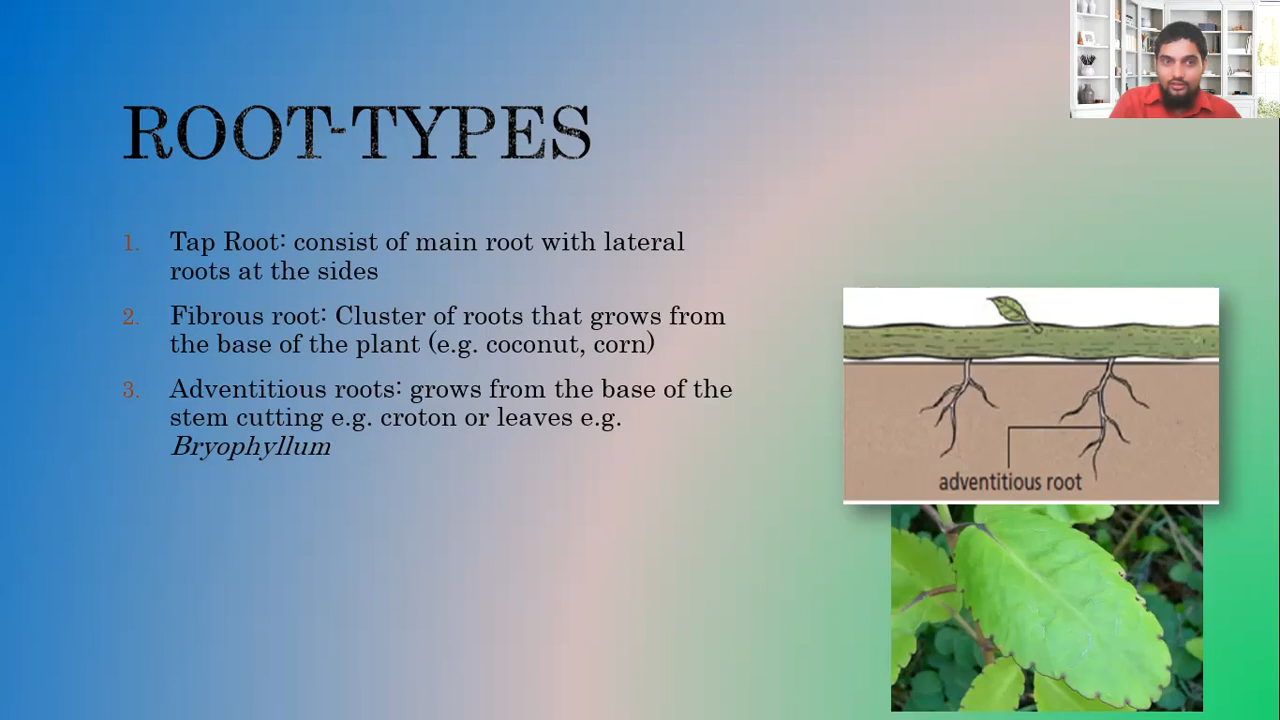 ROOT-TYPES
1. Tap Root: consist of main root with lateral
roots at the sides
2. Fibrous root: Cluster of roots that grows from
the base of the plant (e.g. coconut, corn)
3. Adventitious roots: grows from the base of the
stem cutting e.g. croton or leaves e.g.
Bryophyllum
adventitious root